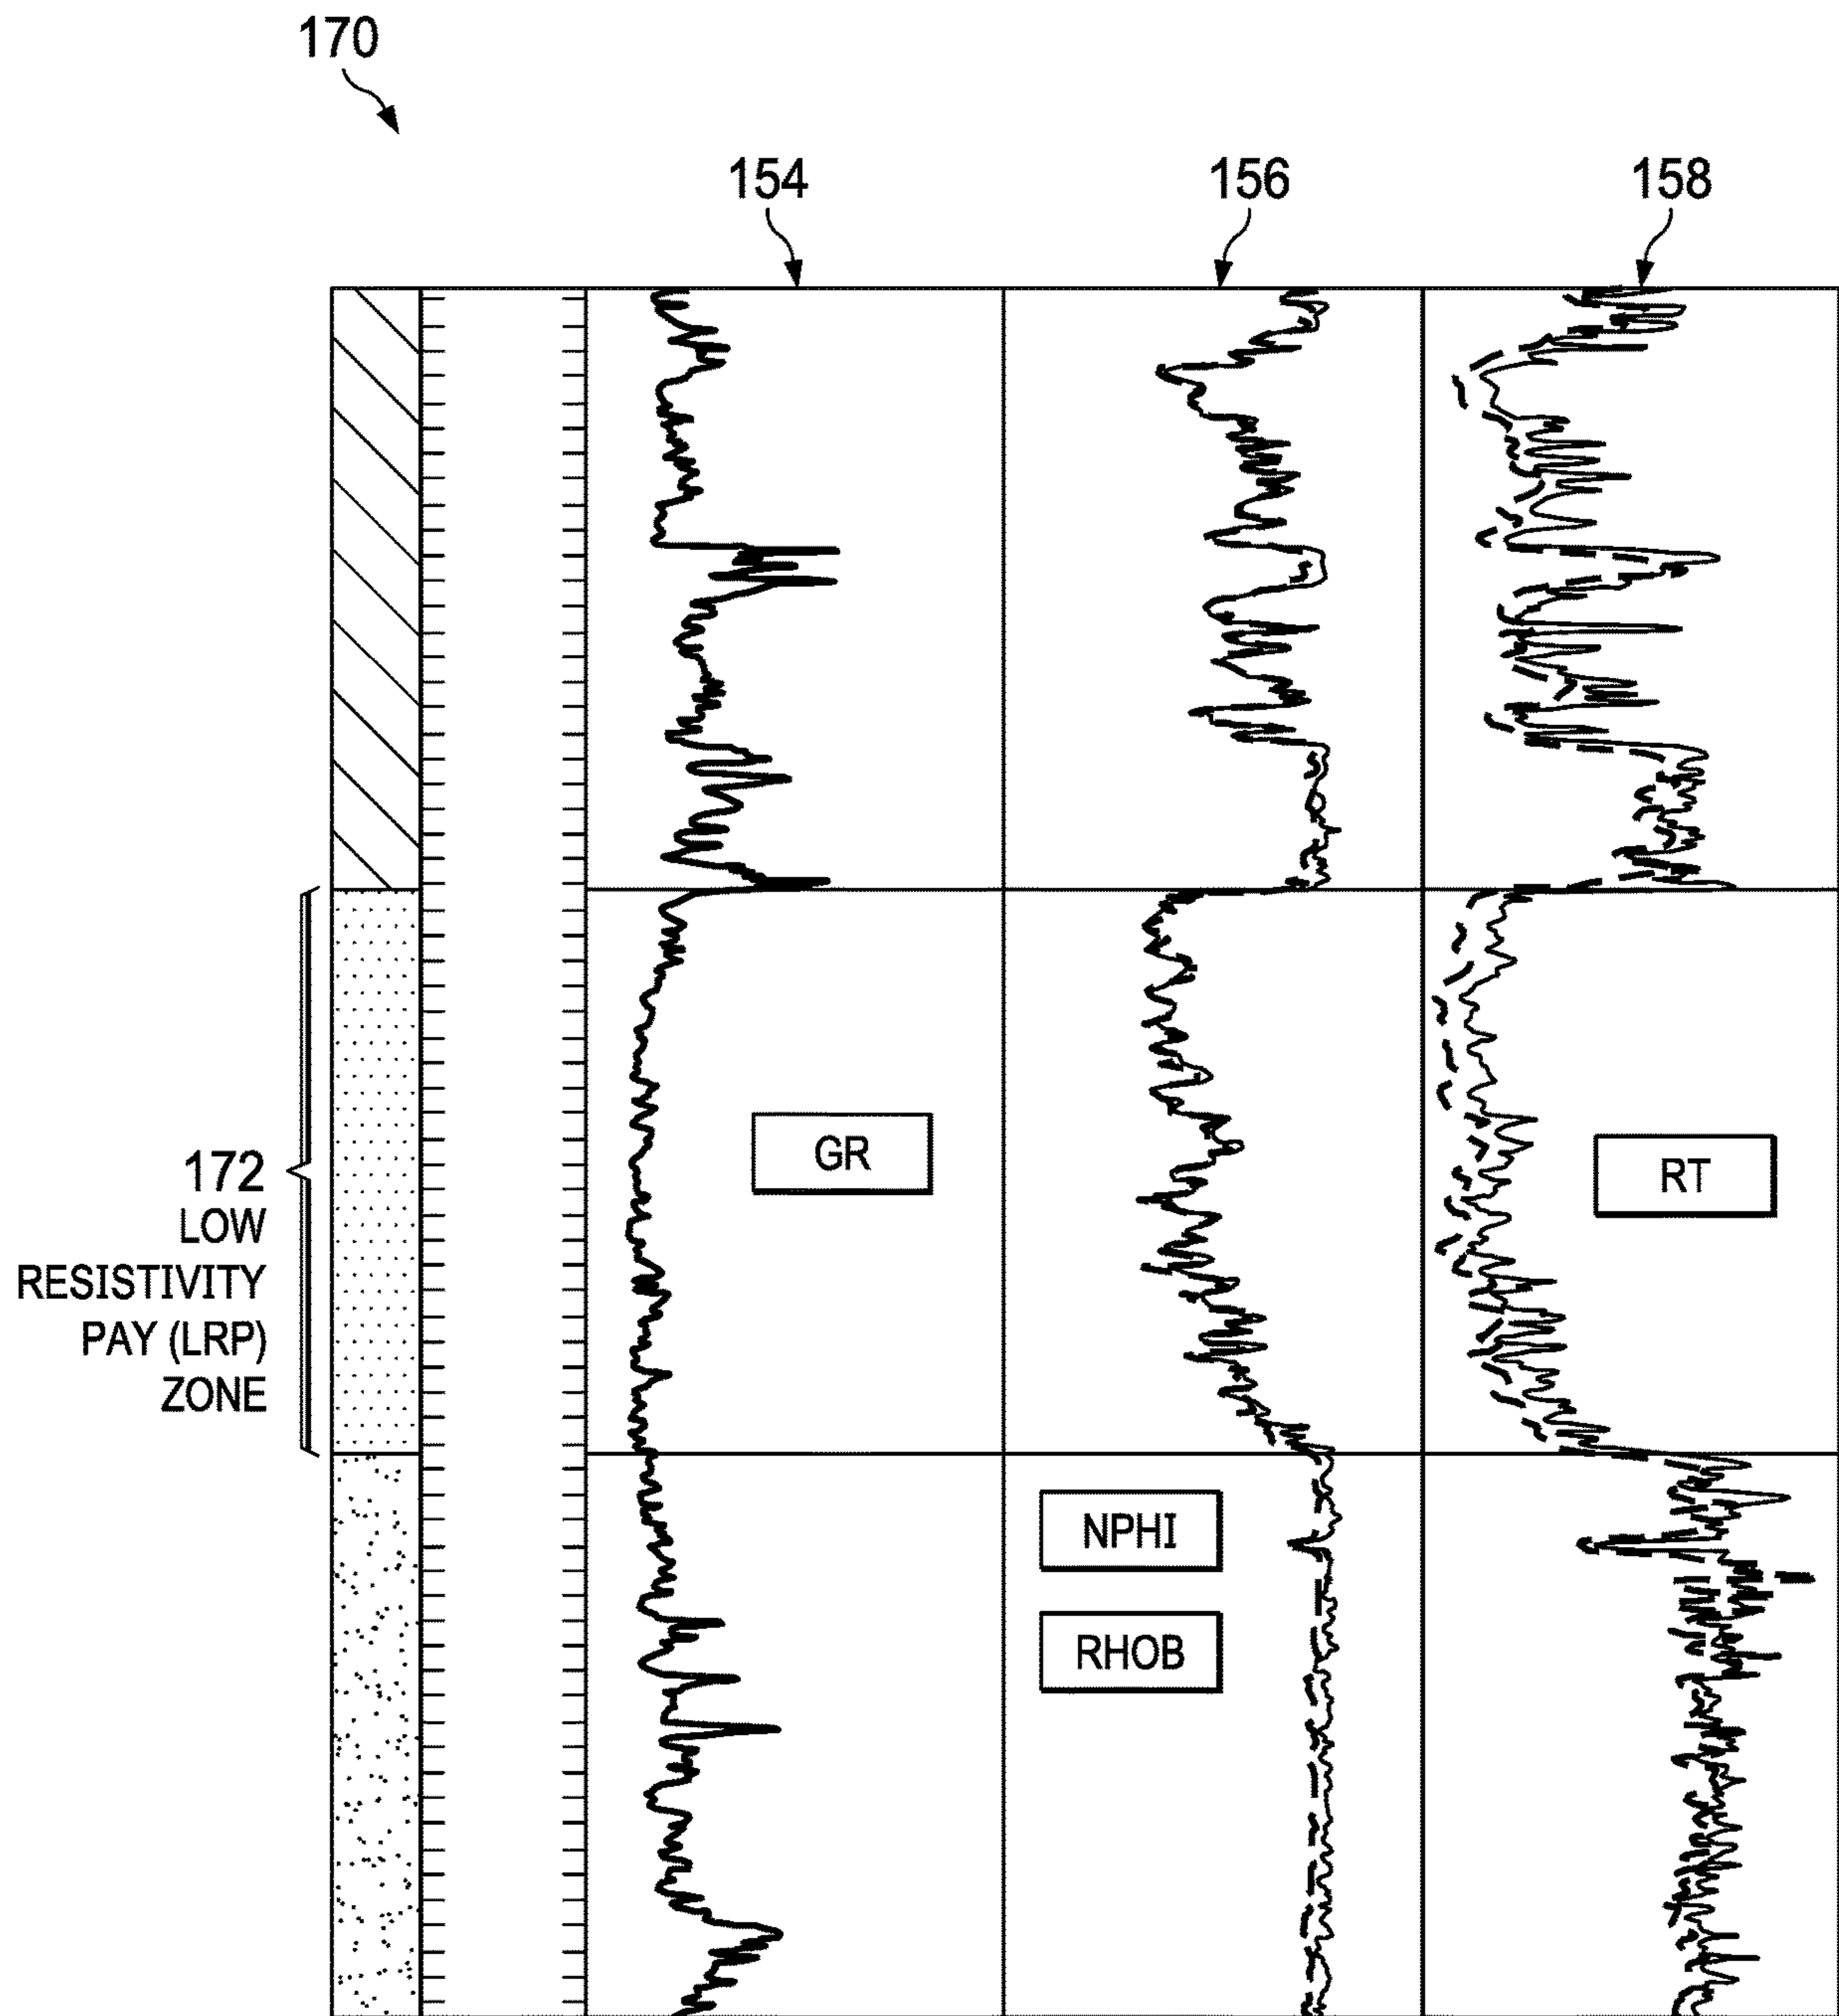 170
154
156
158
GR
RT
172
LOW
RESISTIVITY
PAY (LRP)
ZONE
NPHI
RHOB